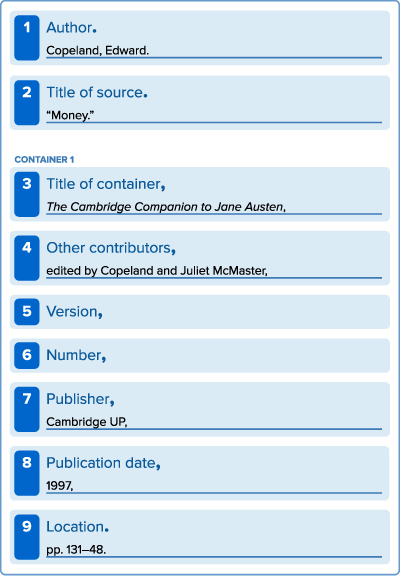 1 Author.
Copeland, Edward.
2 Title of source.
“Money.”
CONTAINER 1
3 Title of container,
The Cambridge Companion to Jane Austen,
4 Other contributors,
edited by Copeland and Juliet McMaster,
5 Version,
6 Number,
7 Publisher,
Cambridge UP,
8 Publication date,
1997,
9 Location.
pp. 131–48.